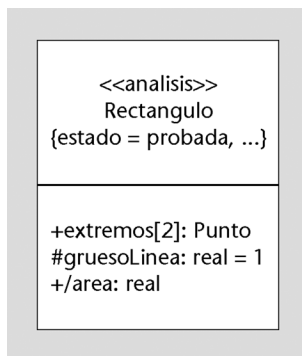 <<analisis>>
Rectangulo
{estado = probada, ...}
+extremos[2]: Punto
#gruesoLinea: real = 1
+/area: real